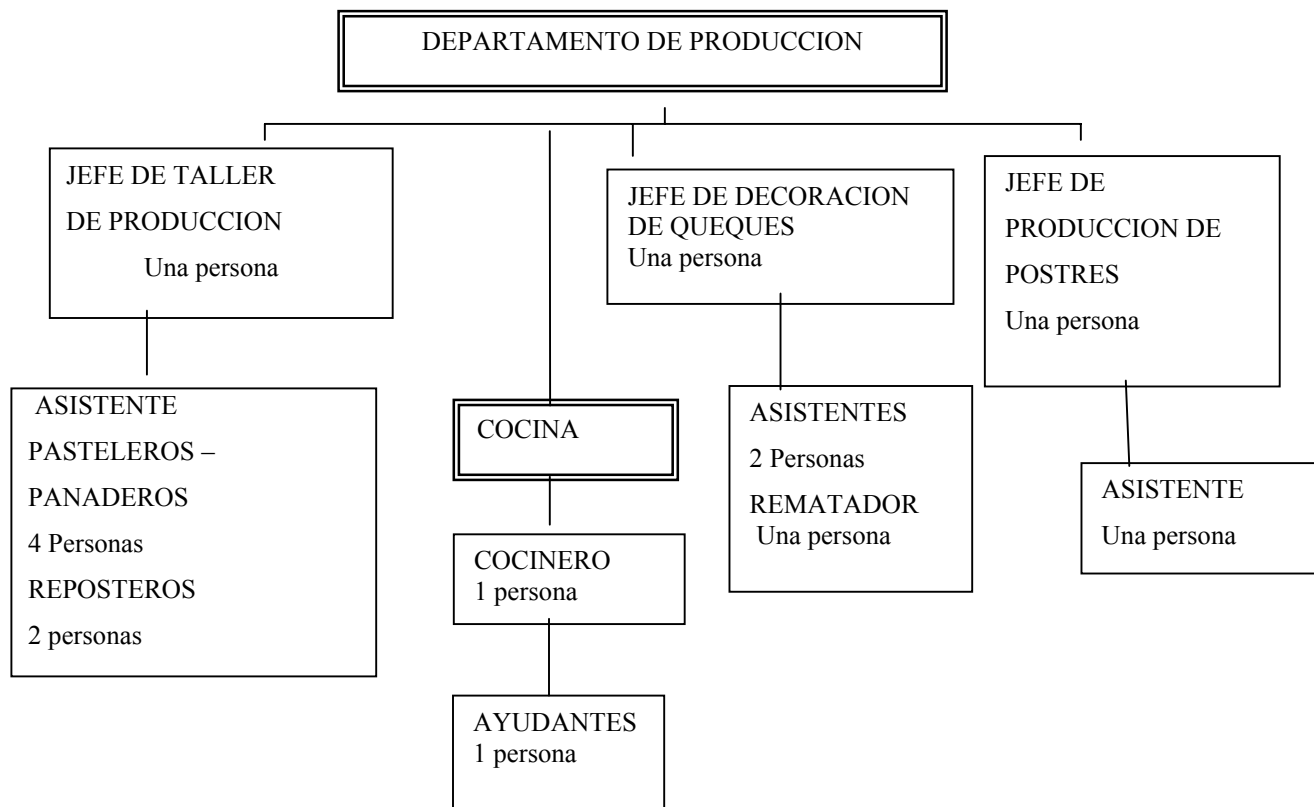 DEPARTAMENTO DE PRODUCCION
JEFE DE TALLER
DE PRODUCCION
Una persona
JEFE DE DECORACION
DE QUEQUES
Una persona
JEFE DE
PRODUCCION DE
POSTRES
Una persona
ASISTENTE
PASTELEROS –
PANADEROS
4 Personas
REPOSTEROS
2 personas
COCINA
COCINERO
1 persona
AYUDANTES
1 persona
ASISTENTES
2 Personas
REMATADOR
Una persona
ASISTENTE
Una persona